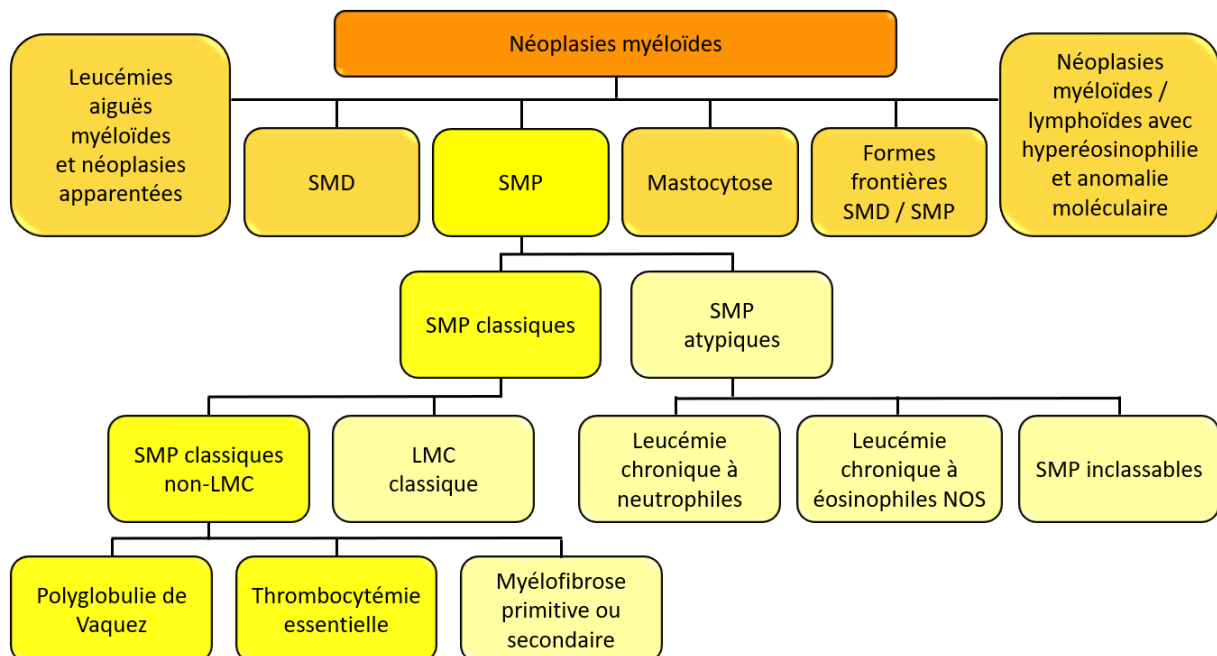 Néoplasies myéloïdes
Leucémies
aiguës
myéloïdes
et néoplasies
apparentées
SMD
SMP
Mastocytose
Formes
frontières
SMD / SMP
Néoplasies
myéloïdes /
lymphoïdes avec
hyperéosinophilie
et anomalie
moléculaire
SMP classiques
SMP
atypiques
SMP classiques
non-LMC
LMC
classique
Leucémie
chronique à
neutrophiles
Leucémie
chronique à
éosinophiles NOS
SMP inclassables
Polyglobulie de
Vaquez
Thrombocytémie
essentielle
Myélofibrose
primitive ou
secondaire